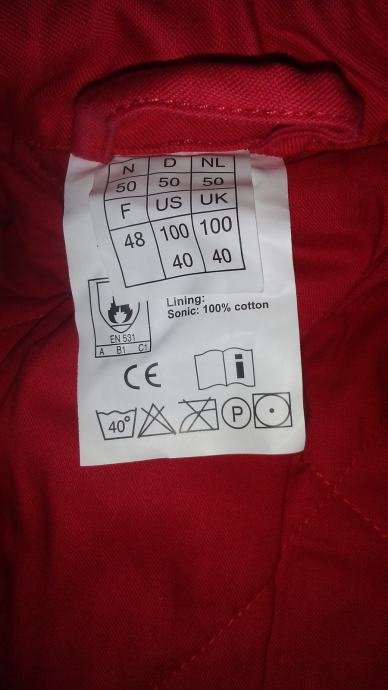 N D NL
50 50 50
F US UK
48 100 100
40 40
Lining:
Sonic: 100% cotton
EN 531
A B1 C1
CE
i
40° P